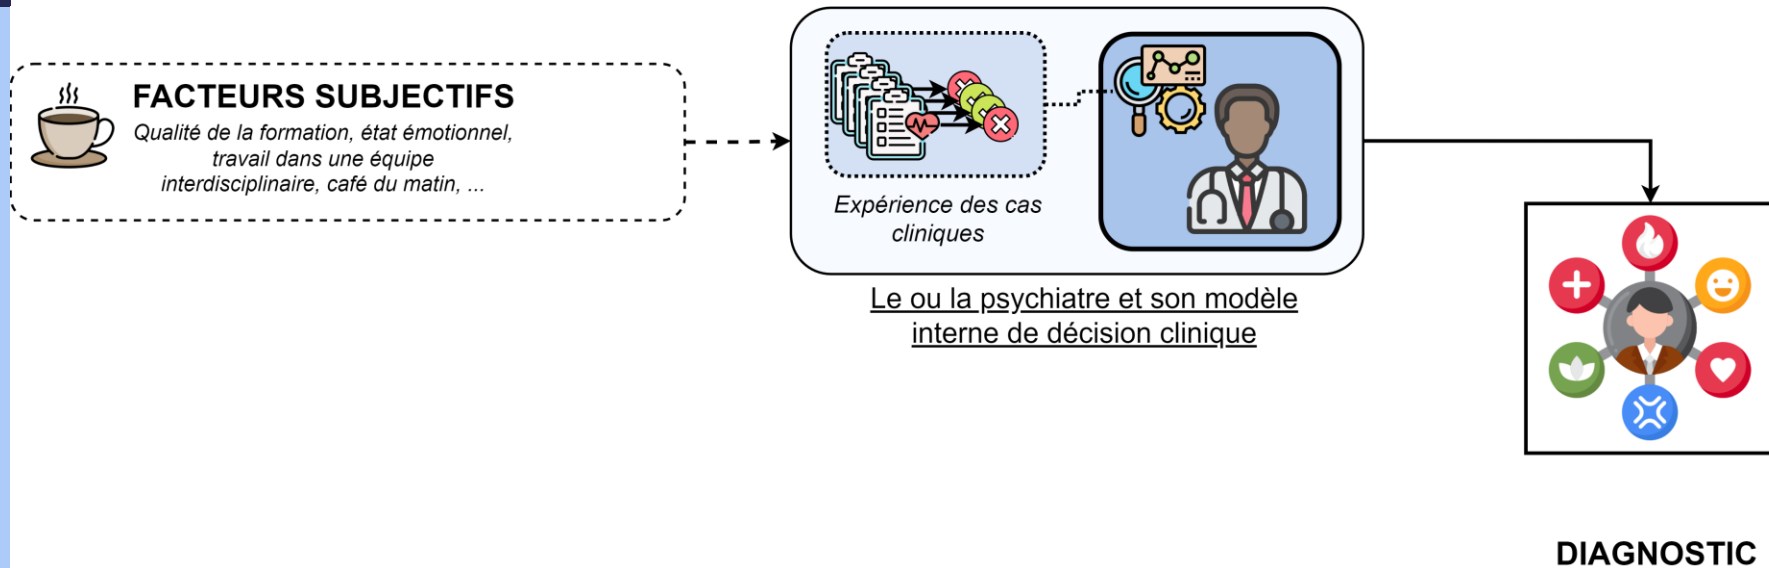 FACTEURS SUBJECTIFS
Qualité de la formation, état émotionnel,
travail dans une équipe
interdisciplinaire, café du matin, ...
Expérience des cas
cliniques
Le ou la psychiatre et son modèle
interne de décision clinique
DIAGNOSTIC